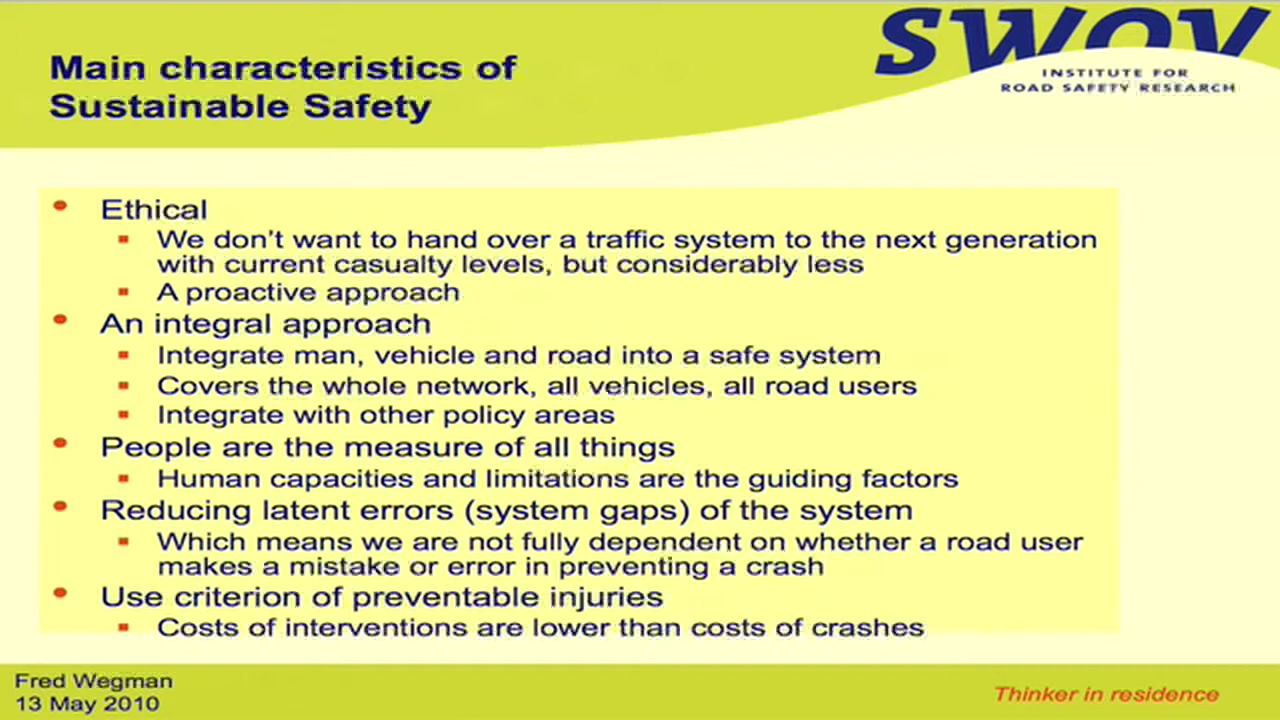 Main characteristics of
Sustainable Safety
SWOV
INSTITUTE FOR
ROAD SAFETY RESEARCH
• Ethical
▪ We don't want to hand over a traffic system to the next generation
with current casualty levels, but considerably less
▪ A proactive approach
• An integral approach
▪ Integrate man, vehicle and road into a safe system
▪ Covers the whole network, all vehicles, all road users
▪ Integrate with other policy areas
• People are the measure of all things
▪ Human capacities and limitations are the guiding factors
• Reducing latent errors (system gaps) of the system
▪ Which means we are not fully dependent on whether a road user
makes a mistake or error in preventing a crash
• Use criterion of preventable injuries
▪ Costs of interventions are lower than costs of crashes
Fred Wegman
13 May 2010
Thinker in residence